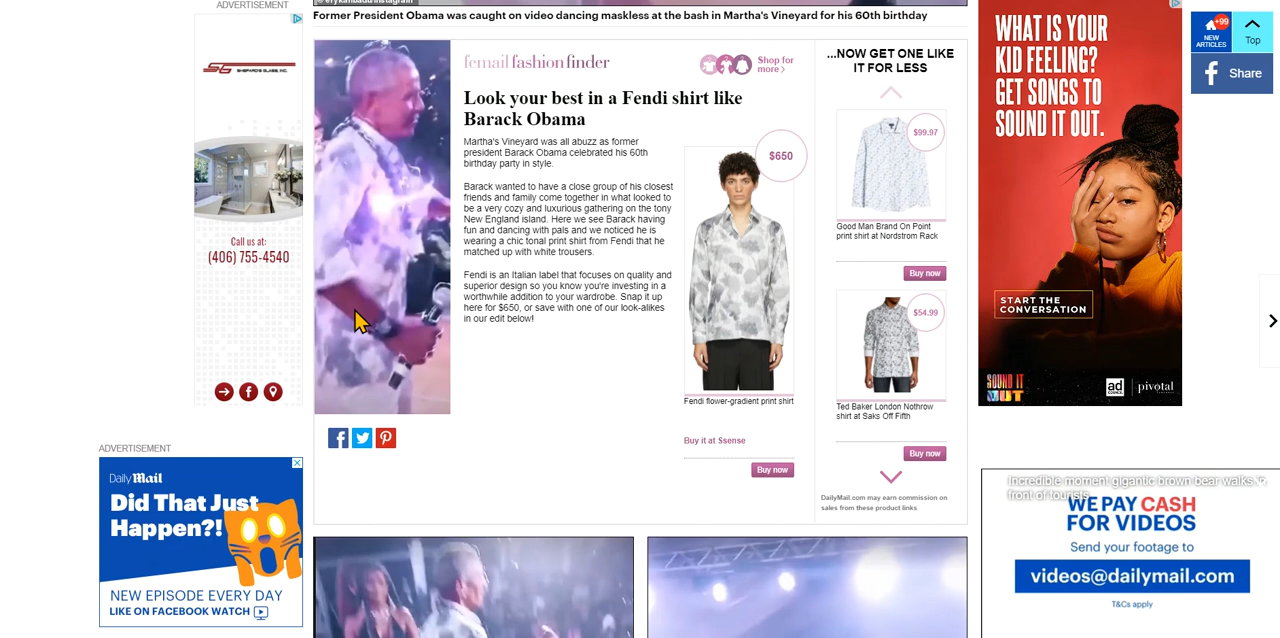 ADVERTISEMENT
Former President Obama was caught on video dancing maskless at the bash in Martha's Vineyard for his 60th birthday
SHEPARD'S GLASS, INC.
Call us at:
(406) 755-4540
ADVERTISEMENT
DailyMail
Did That Just
Happen?!
NEW EPISODE EVERY DAY
LIKE ON FACEBOOK WATCH
femail fashion finder
Shop for
more >
Look your best in a Fendi shirt like
Barack Obama
Martha's Vineyard was all abuzz as former
president Barack Obama celebrated his 60th
birthday party in style.
Barack wanted to have a close group of his closest
friends and family come together in what looked to
be a very cozy and luxurious gathering on the tony
New England island. Here we see Barack having
fun and dancing with pals and we noticed he is
wearing a chic tonal print shirt from Fendi that he
matched up with white trousers.
Fendi is an Italian label that focuses on quality and
superior design so you know you're investing in a
worthwhile addition to your wardrobe. Snap it up
here for $650, or save with one of our look-alikes
in our edit below!
$650
Fendi flower-gradient print shirt
Buy it at Ssense
Buy now
...NOW GET ONE LIKE
IT FOR LESS
$99.97
Good Man Brand On Point
print shirt at Nordstrom Rack
Buy now
$54.99
Ted Baker London Nothrow
shirt at Saks Off Fifth
Buy now
DailyMail.com may earn commission on
sales from these product links
WHAT IS YOUR
KID FEELING?
GET SONGS TO
SOUND IT OUT.
START THE
CONVERSATION
SOUND IT
OUT
ad
COUNCIL
pivotal
+99
NEW
ARTICLES
Top
Share
Incredible moment gigantic brown bear walks
front of tourists
WE PAY CASH
FOR VIDEOS
Send your footage to
videos@dailymail.com
T&Cs apply